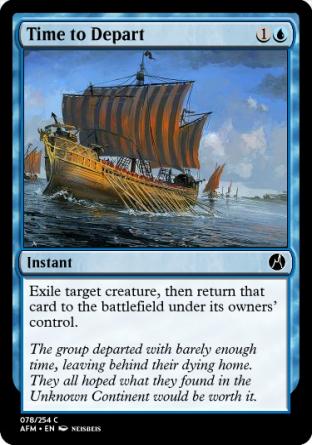 Time to Depart 1
Instant
Exile target creature, then return that
card to the battlefield under its owners'
control.
The group departed with barely enough
time, leaving behind their dying home.
They all hoped what they found in the
Unknown Continent would be worth it.
078/254 C
AFM • EN NEISBEIS